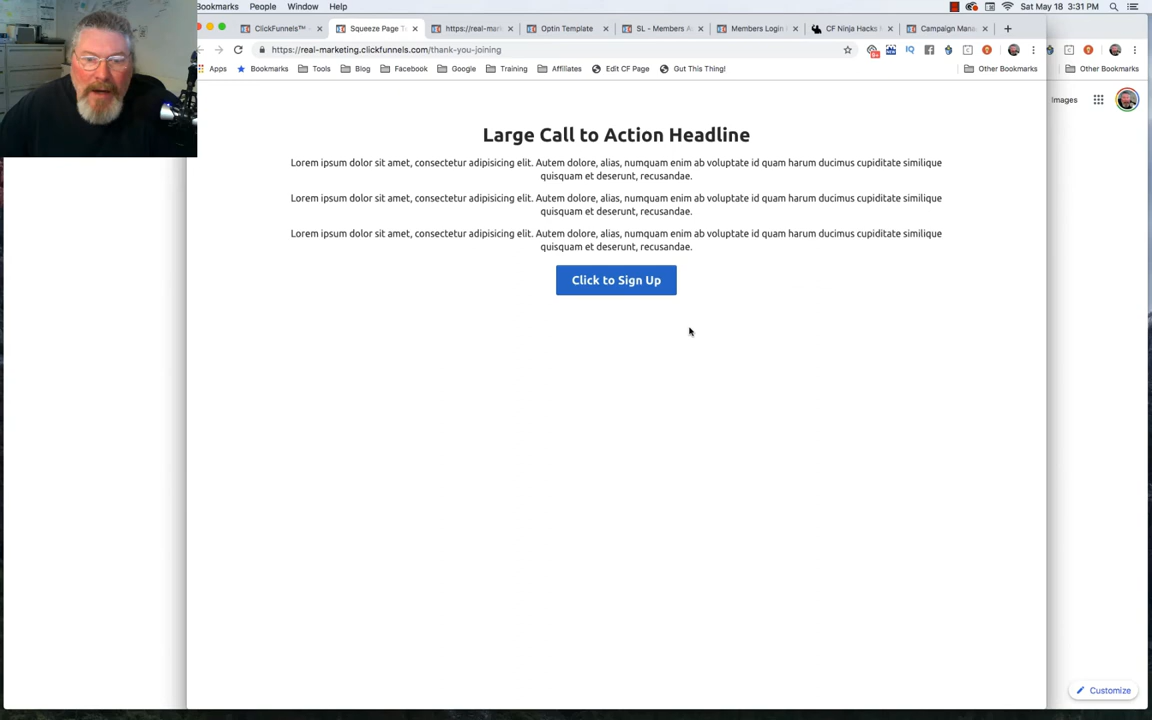 Bookmarks People Window Help Sat May 18 3:31 PM
ClickFunnels™ - Squeeze Page T https://real-mar Optin Template SL - Members A Members Login CF Ninja Hacks Campaign Mana
https://real-marketing.clickfunnels.com/thank-you-joining
Apps Bookmarks Tools Blog Facebook Google Training Affiliates Edit CF Page Gut This Thing! Other Bookmarks Other Bookmarks
Images
Large Call to Action Headline
Lorem ipsum dolor sit amet, consectetur adipisicing elit. Autem dolore, alias, numquam enim ab voluptate id quam harum ducimus cupiditate similique
quisquam et deserunt, recusandae.
Lorem ipsum dolor sit amet, consectetur adipisicing elit. Autem dolore, alias, numquam enim ab voluptate id quam harum ducimus cupiditate similique
quisquam et deserunt, recusandae.
Lorem ipsum dolor sit amet, consectetur adipisicing elit. Autem dolore, alias, numquam enim ab voluptate id quam harum ducimus cupiditate similique
quisquam et deserunt, recusandae.
Click to Sign Up
Customize